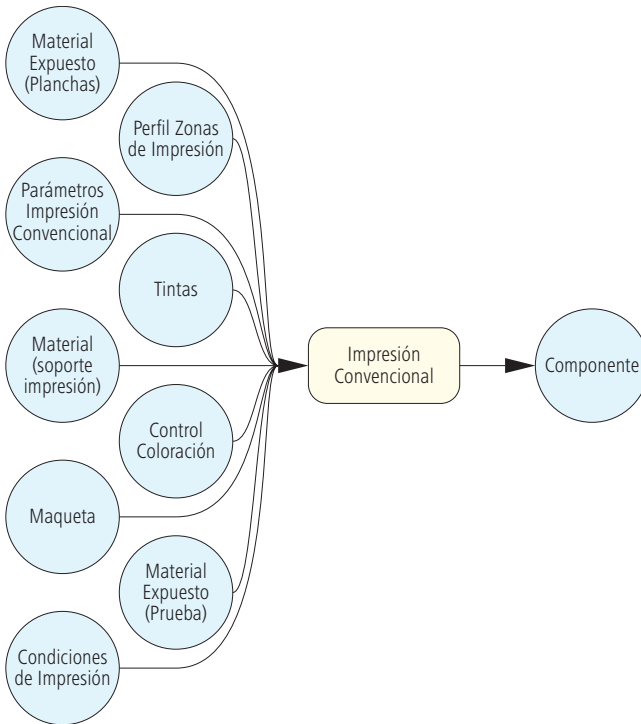 Material
Expuesto
(Planchas)
Perfil Zonas
de Impresión
Parámetros
Impresión
Convencional
Tintas
Material
(soporte
impresión)
Impresión
Convencional
Componente
Control
Coloración
Maqueta
Material
Expuesto
(Prueba)
Condiciones
de Impresión